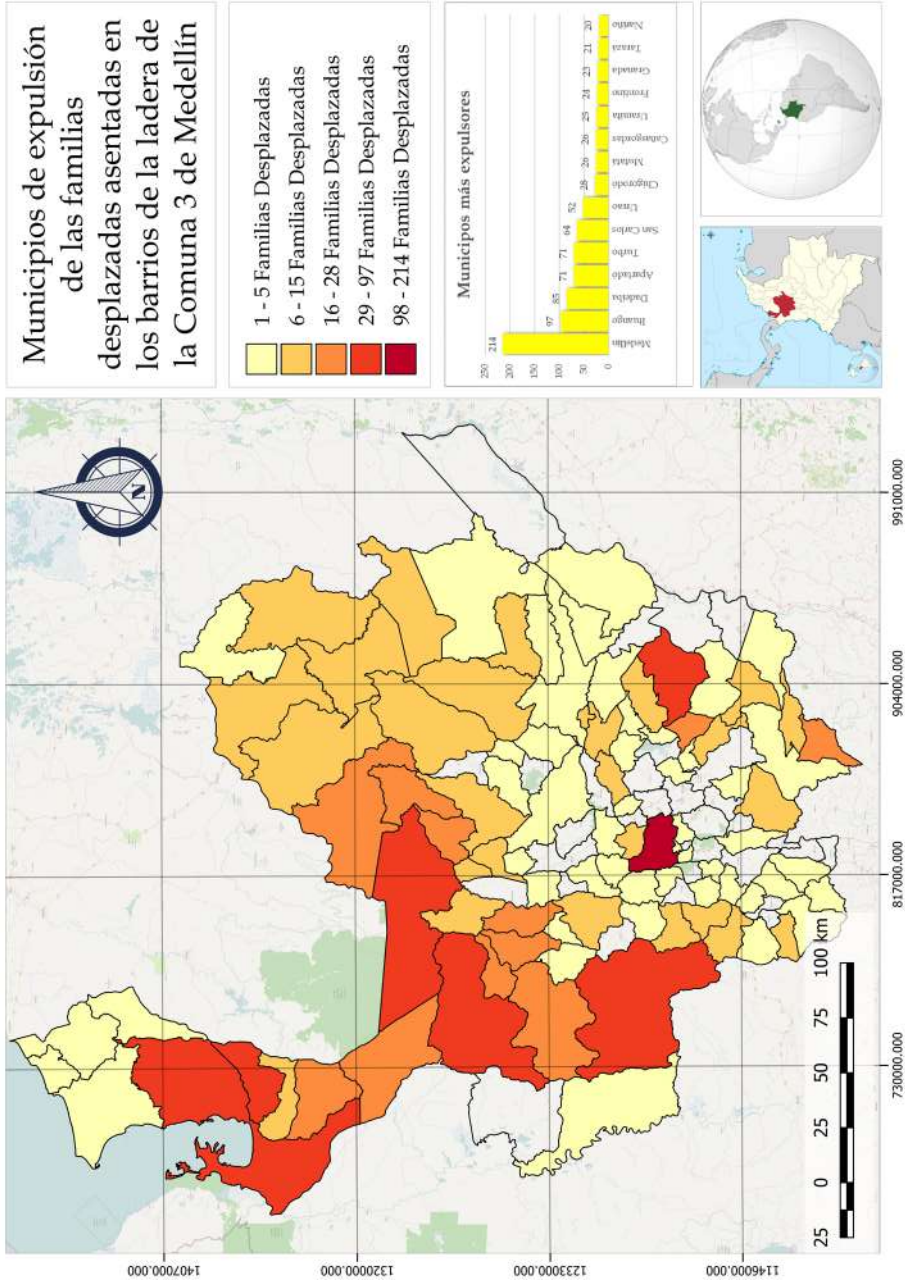 Municipios de expulsión
de las familias
desplazadas asentadas en
los barrios de la ladera de
la Comuna 3 de Medellín
1 - 5 Familias Desplazadas
6 - 15 Familias Desplazadas
16 - 28 Familias Desplazadas
29 - 97 Familias Desplazadas
98 - 214 Familias Desplazadas
Municipos más expulsores
250
200
150
100
50
0
214
97
85
71
71
64
52
28
26
26
25
24
23
21
20
Medellín
Ituango
Dadeiba
Apartadó
Turbo
San Carlos
Urrao
Chigorodó
Mutatá
Cañasgordas
Uramita
Frontino
Granada
Taraza
Nariño
N
1407000.000
1320000.000
1233000.000
1146000.000
730000.000
817000.000
904000.000
991000.000
25 0 25 50 75 100 km